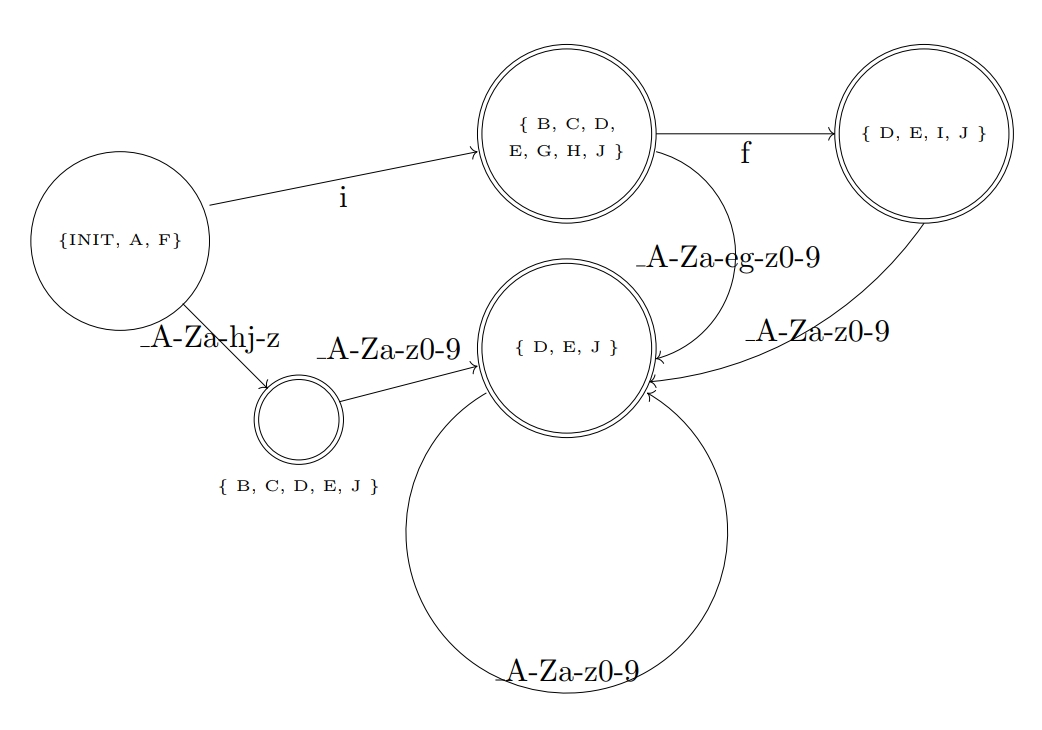 { B, C, D,
E, G, H, J }
{ D, E, I, J }
f
i
{INIT, A, F}
_A-Za-eg-z0-9
_A-Za-hj-z
_A-Za-z0-9
{ D, E, J }
_A-Za-z0-9
{ B, C, D, E, J }
_A-Za-z0-9